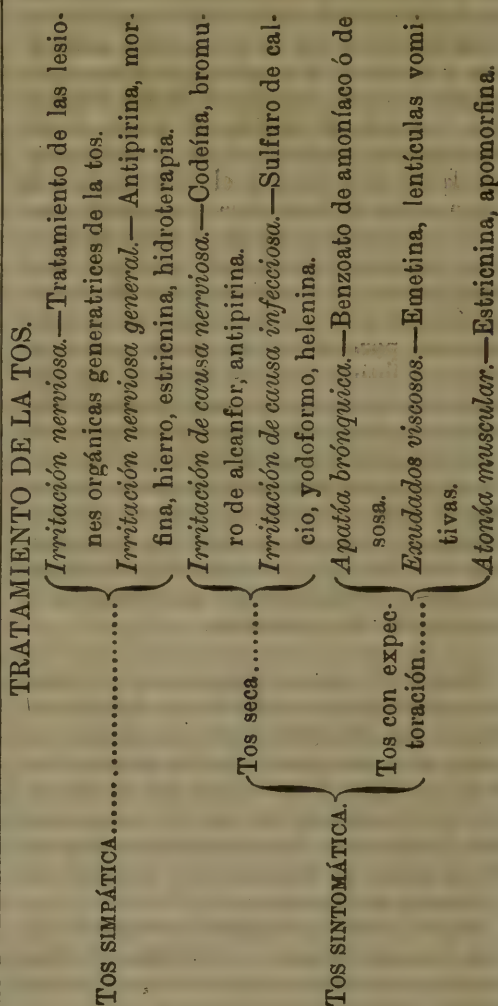 TRATAMIENTO DE LA TOS.
TOS SIMPÁTICA
Irritación nerviosa.—Tratamiento de las lesio-
nes orgánicas generatrices de la tos.
Irritación nerviosa general.—Antipirina, mor-
fina, hierro, estricnina, hidroterapia.
TOS SINTOMÁTICA.
Tos seca
Irritación de causa nerviosa.—Codeína, bromu-
ro de alcanfor, antipirina.
Irritación de causa infecciosa.—Sulfuro de cal-
cio, yodoformo, helenina.
Tos con expec-
toración
Apatía brónquica.—Benzoato de amoníaco ó de
sosa.
Exudados viscosos.—Emetina, lentículas vomi-
tivas.
Atonía muscular.—Estricnina, apomorfina.